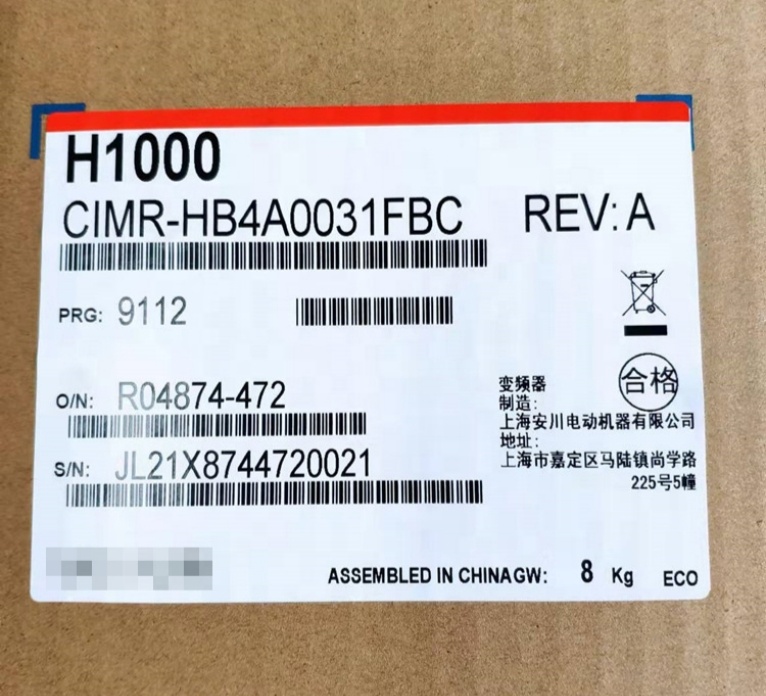 H1000
CIMR-HB4A0031FBC REV: A
PRG: 9112
O/N: R04874-472
S/N: JL21X8744720021
合格
变频器
制造:
上海安川电动机器有限公司
地址:
上海市嘉定区马陆镇尚学路
225号5幢
ASSEMBLED IN CHINA GW: 8 Kg ECO